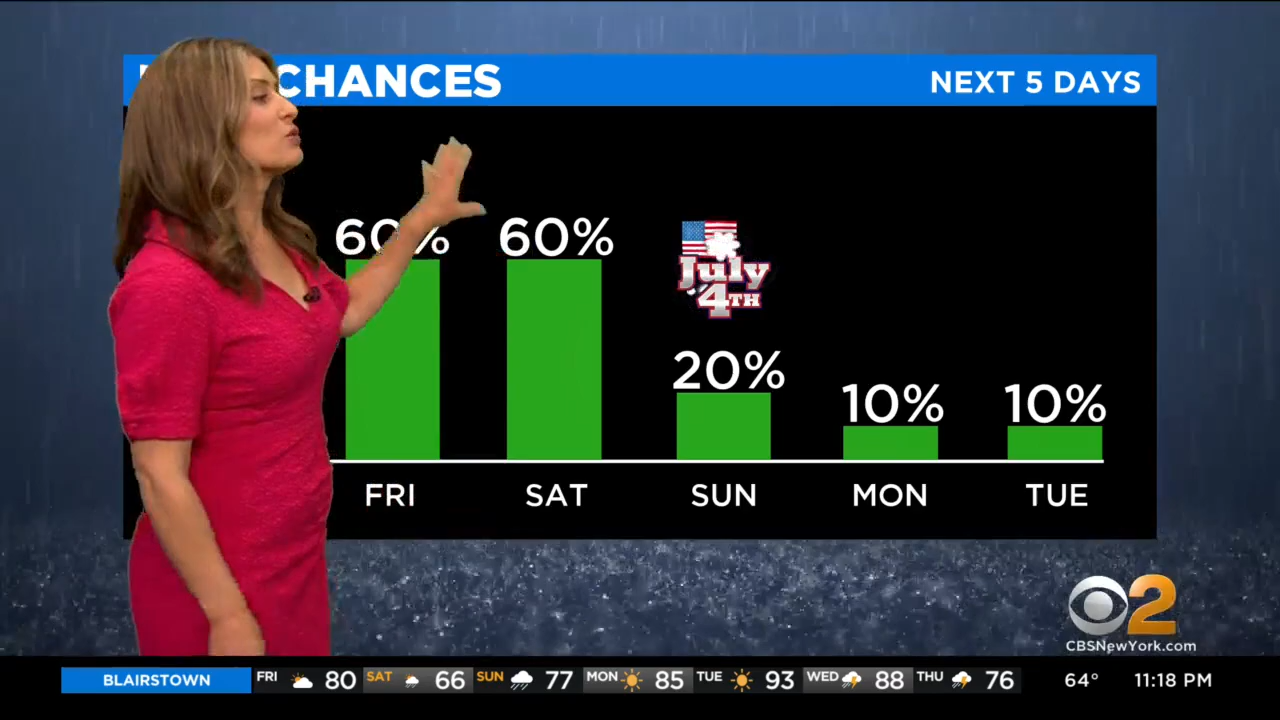 CHANCES
NEXT 5 DAYS
60% 60%
July
4TH
20% 10% 10%
FRI SAT SUN MON TUE
2
CBSNewYork.com
BLAIRSTOWN FRI 80 SAT 66 SUN 77 MON 85 TUE 93 WED 88 THU 76 64° 11:18 PM